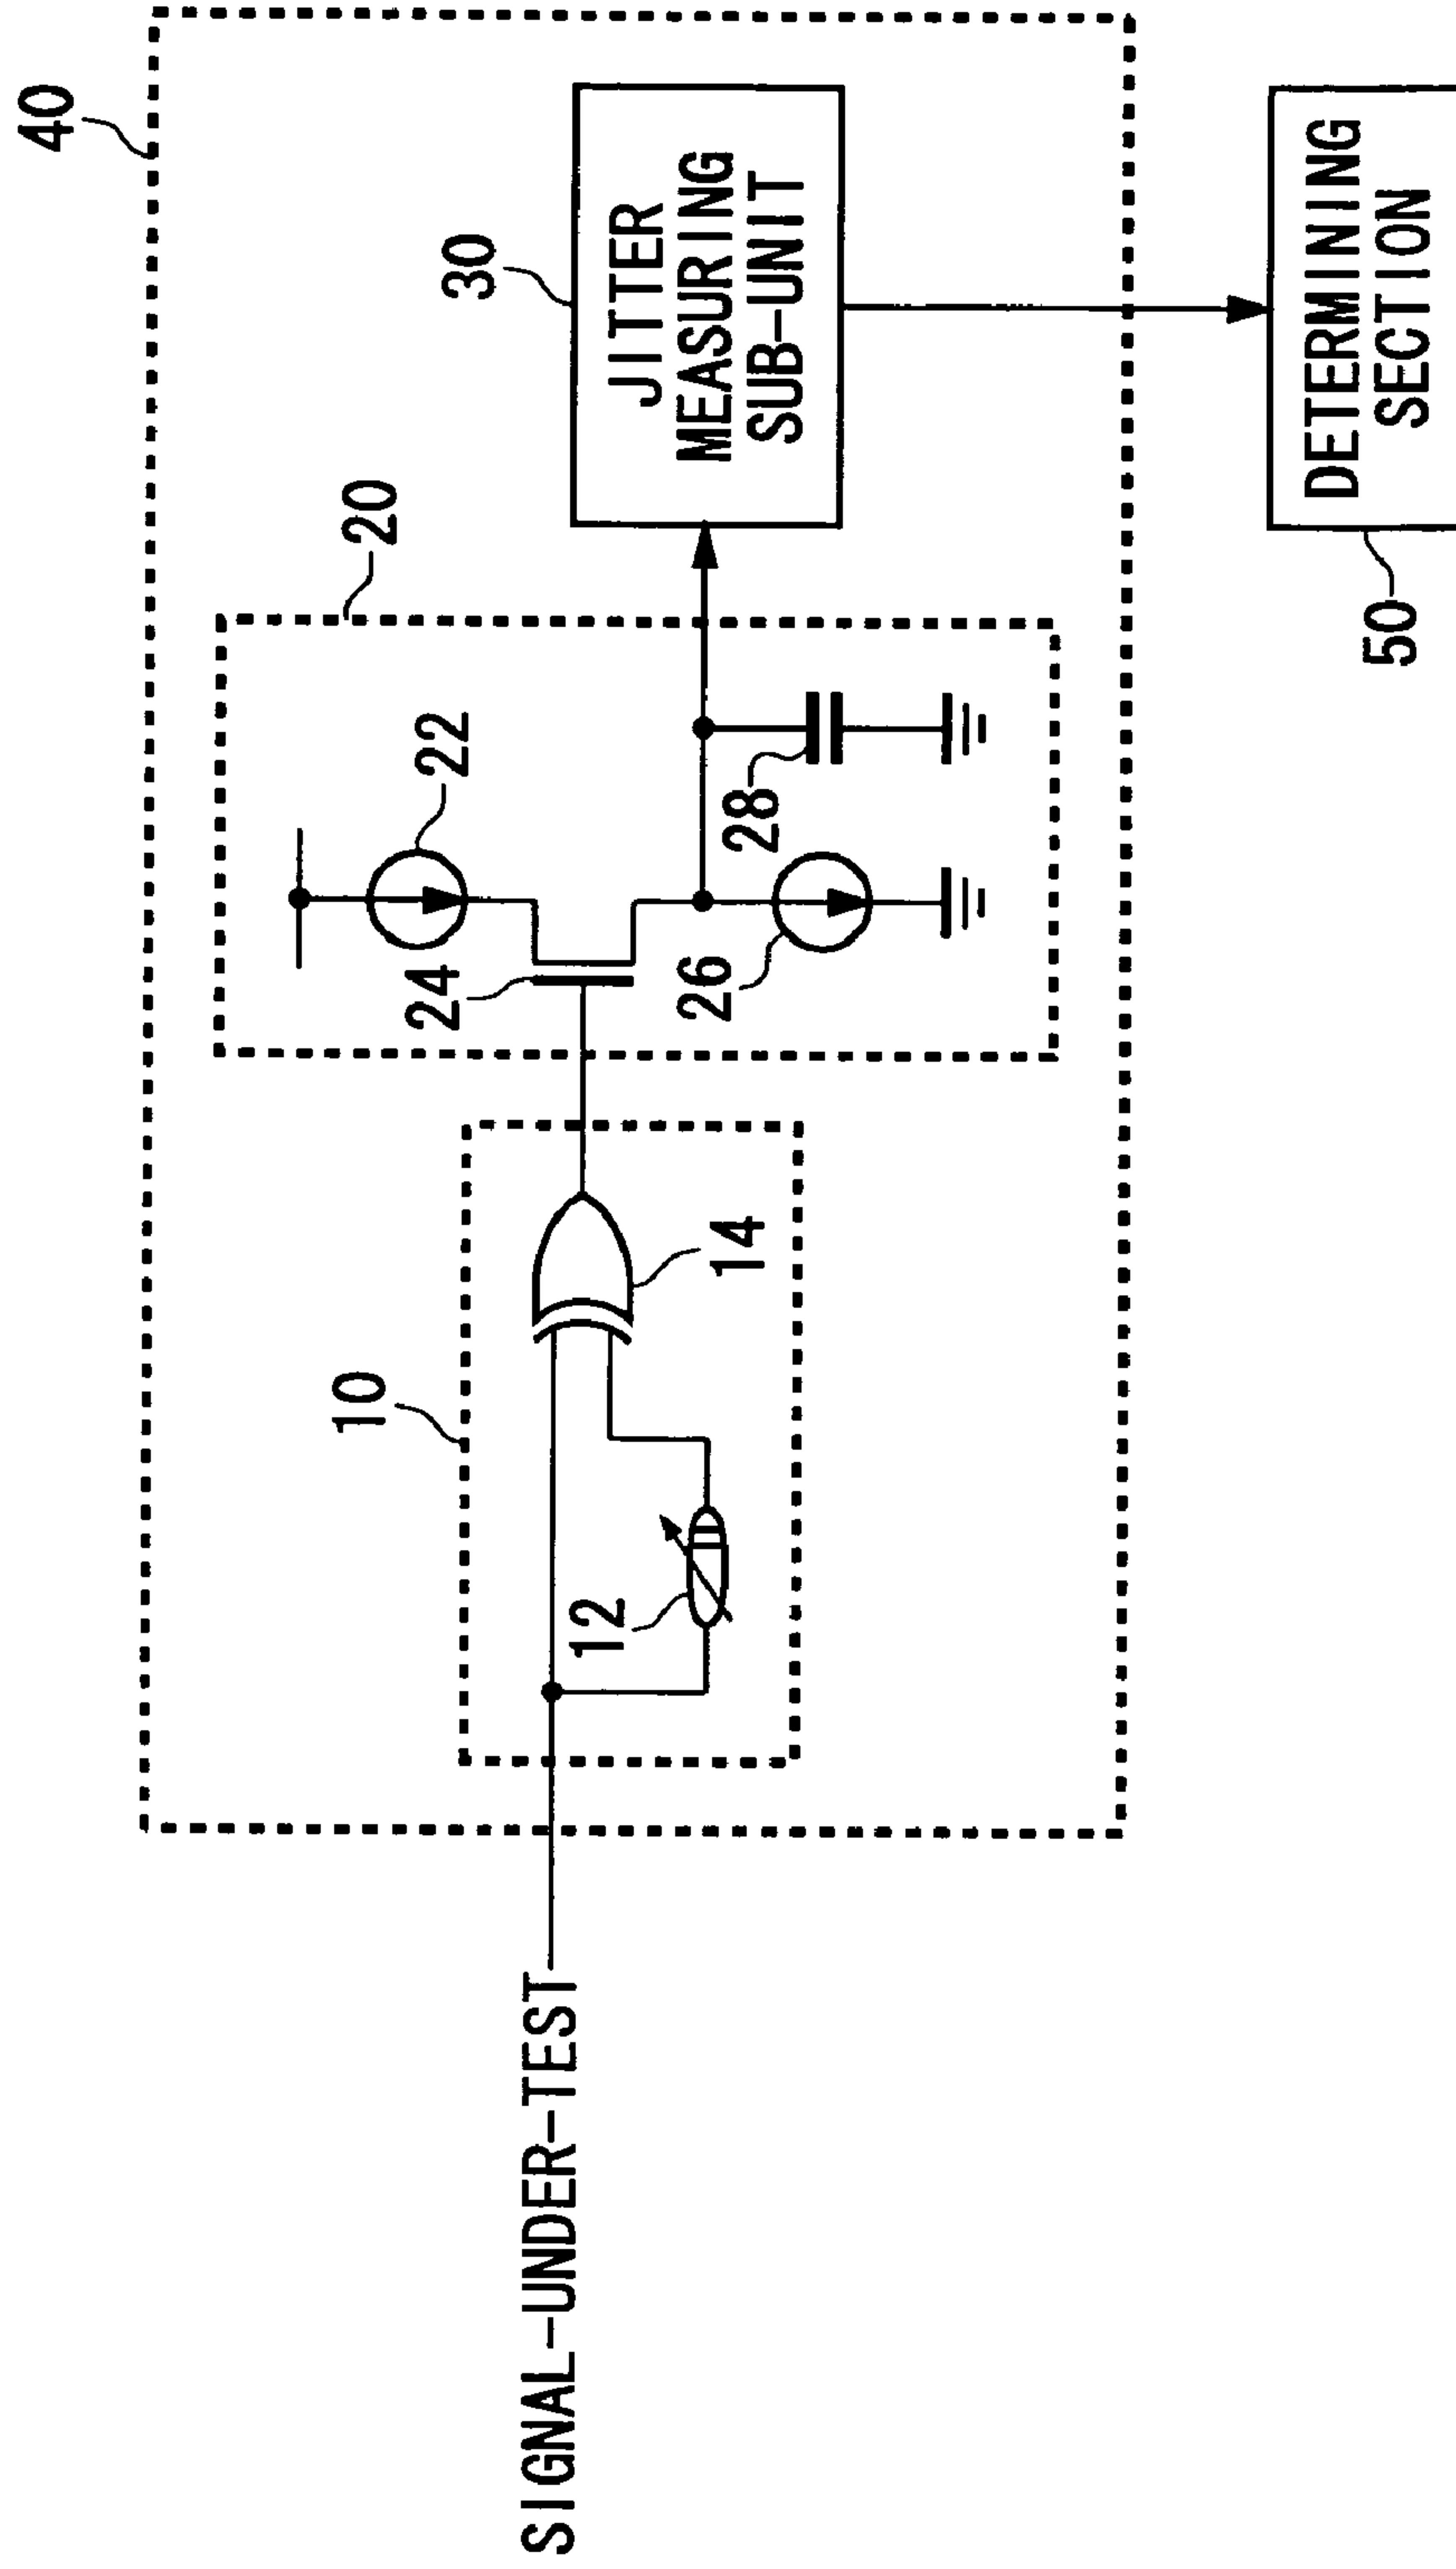 40
30
JITTER
MEASURING
SUB-UNIT
20
22
24
26
28
10
12
14
SIGNAL-UNDER-TEST
50
DETERMINING
SECTION